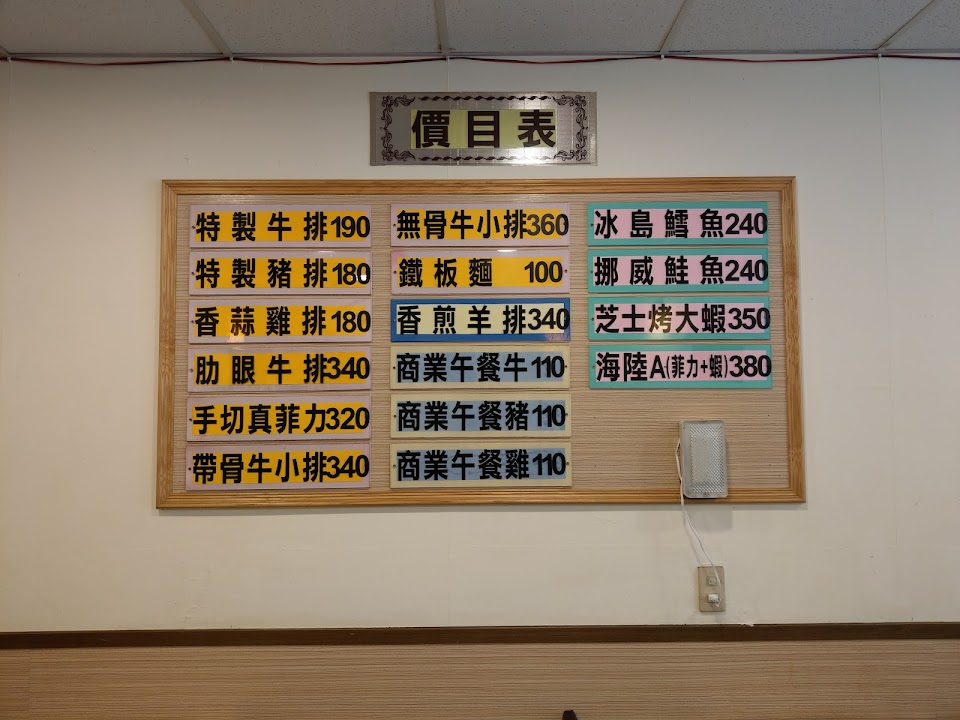 價目表
特製牛排190
特製豬排180
香蒜雞排180
肋眼牛排340
手切真菲力320
帶骨牛小排340
無骨牛小排360
鐵板麵 100
香煎羊排340
商業午餐牛110
商業午餐豬110
商業午餐雞110
冰島鱈魚240
挪威鮭魚240
芝士烤大蝦350
海陸A(菲力+蝦)380